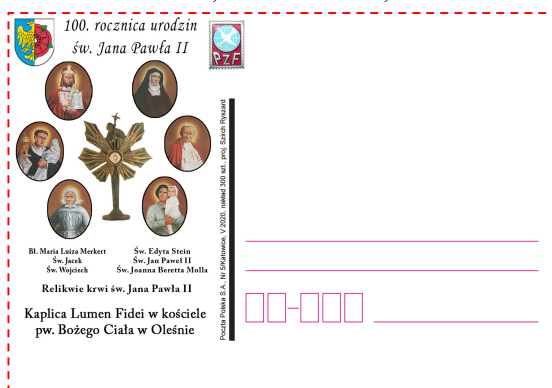 100. rocznica urodzin
św. Jana Pawła II
PZF
Bł. Maria Luiza Merkert
Św. Jacek
Św. Wojciech
Św. Edyta Stein
Św. Jan Paweł II
Św. Joanna Beretta Molla
Relikwie krwi św. Jana Pawła II
Kaplica Lumen Fidei w kościele
pw. Bożego Ciała w Oleśnie
Poczta Polska S.A., Nr 5/Katowice, V 2020, nakład 300 szt., proj. Szirch Ryszard